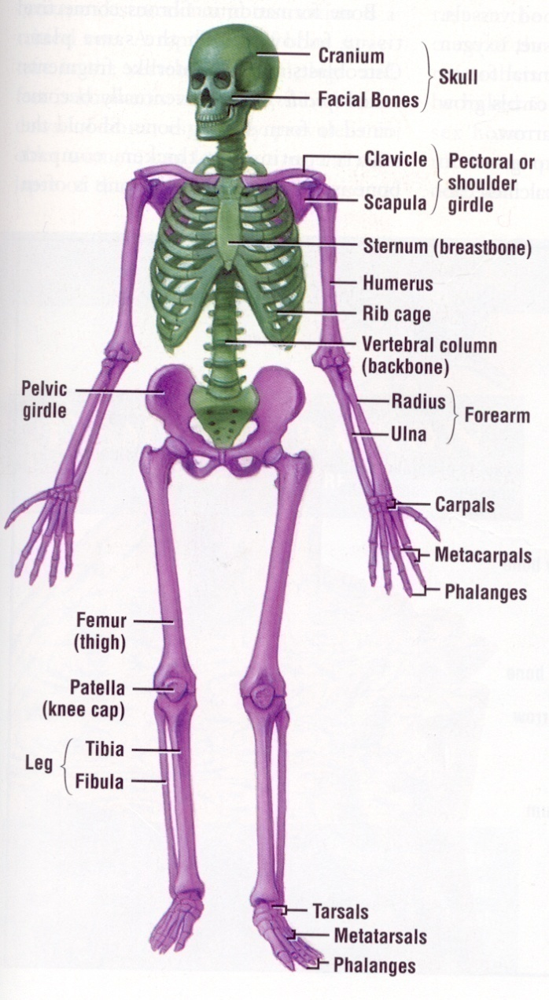 Cranium
Facial Bones
Skull
Clavicle
Scapula
Pectoral or
shoulder
girdle
Sternum (breastbone)
Humerus
Rib cage
Vertebral column
(backbone)
Pelvic
girdle
Radius
Ulna
Forearm
Carpals
Metacarpals
Phalanges
Femur
(thigh)
Patella
(knee cap)
Leg
Tibia
Fibula
Tarsals
Metatarsals
Phalanges